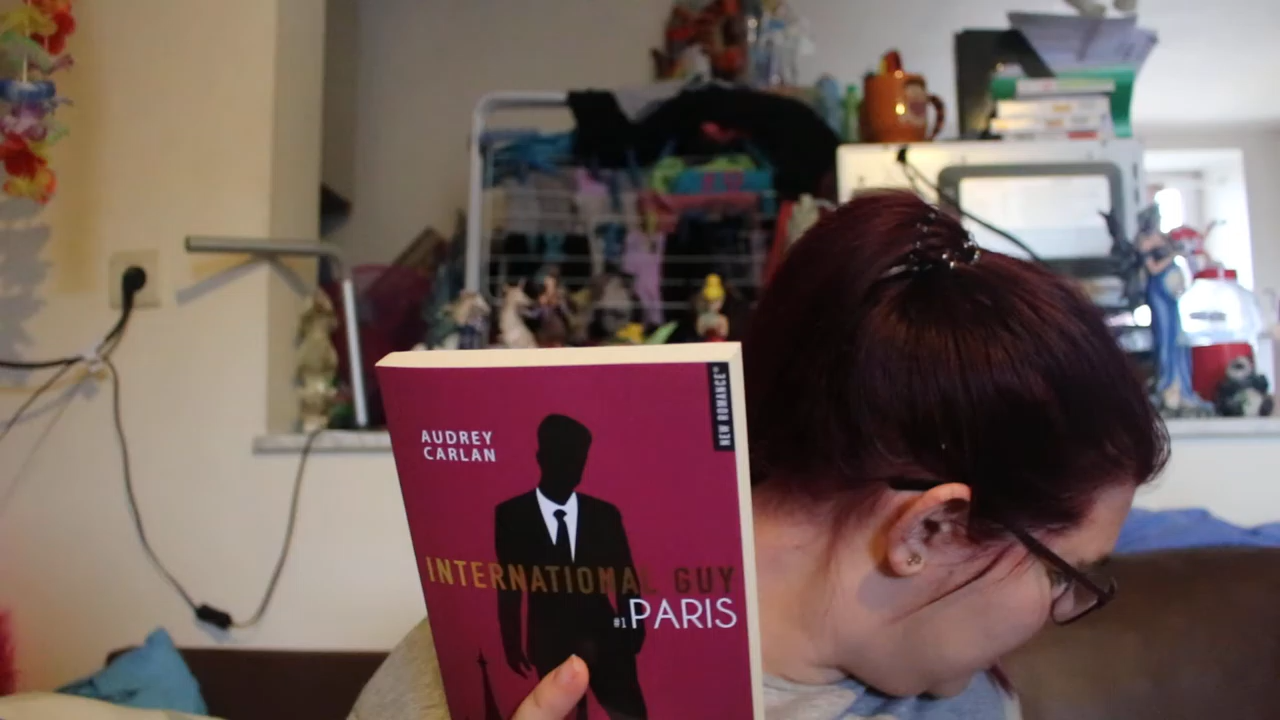 NEW ROMANCE®
AUDREY
CARLAN
INTERNATIONAL GUY
#1 PARIS